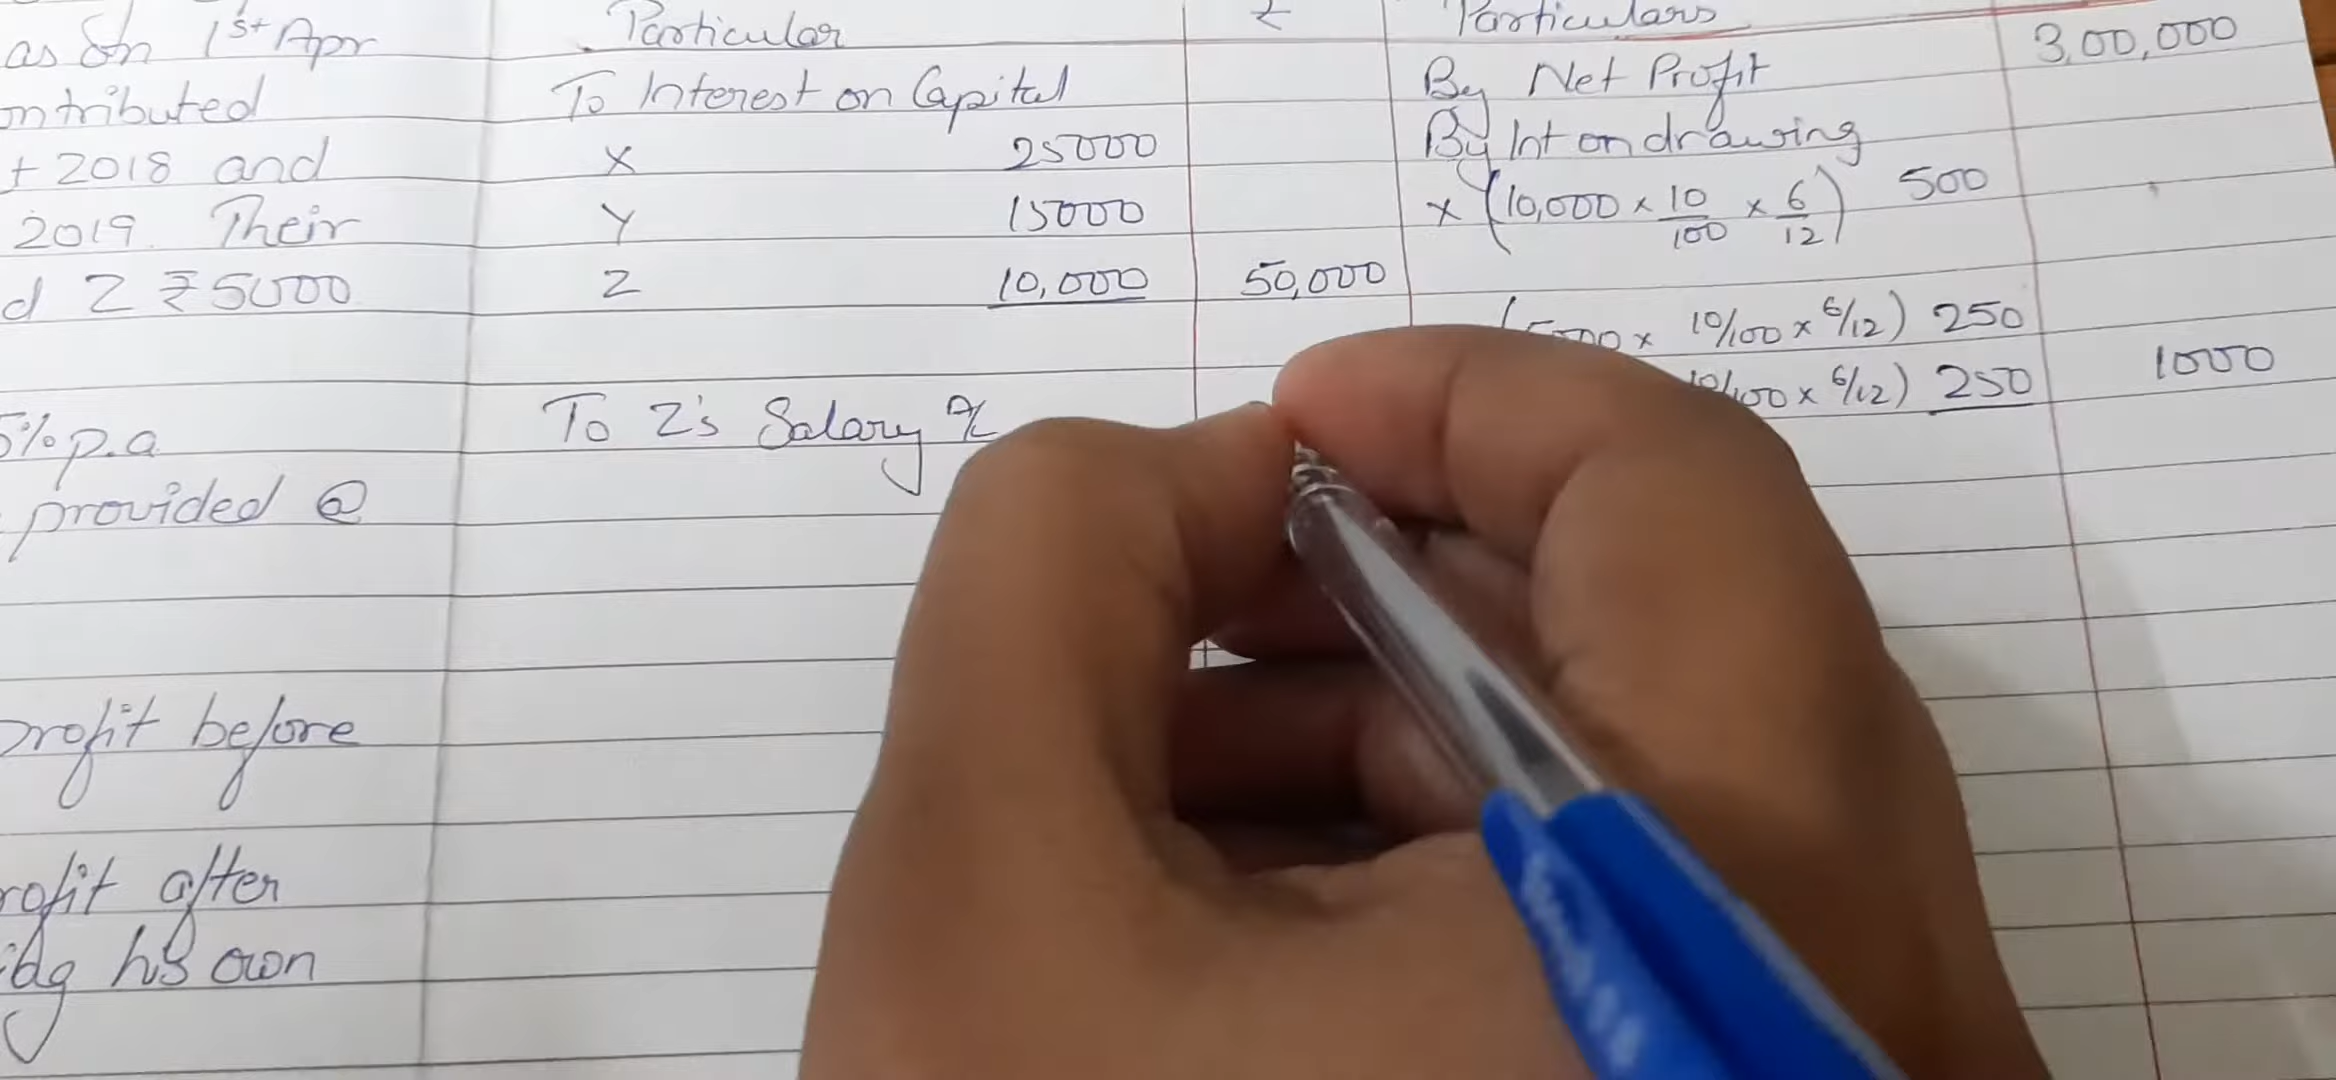 as on 1st Apr
ontributed
t 2018 and
2019. Their
d Z ₹5000
5% p.a
provided @
profit before
rofit after
his own
Particular
To Interest on Capital
X 25000
Y 15000
Z 10,000 50,000
To Z's Salary A/c
₹ Particulars
By Net Profit 3,00,000
By Int on drawing
X (10,000 × 10/100 × 6/12) 500
× 10/100 × 6/12) 250
10/100 × 6/12) 250 1000